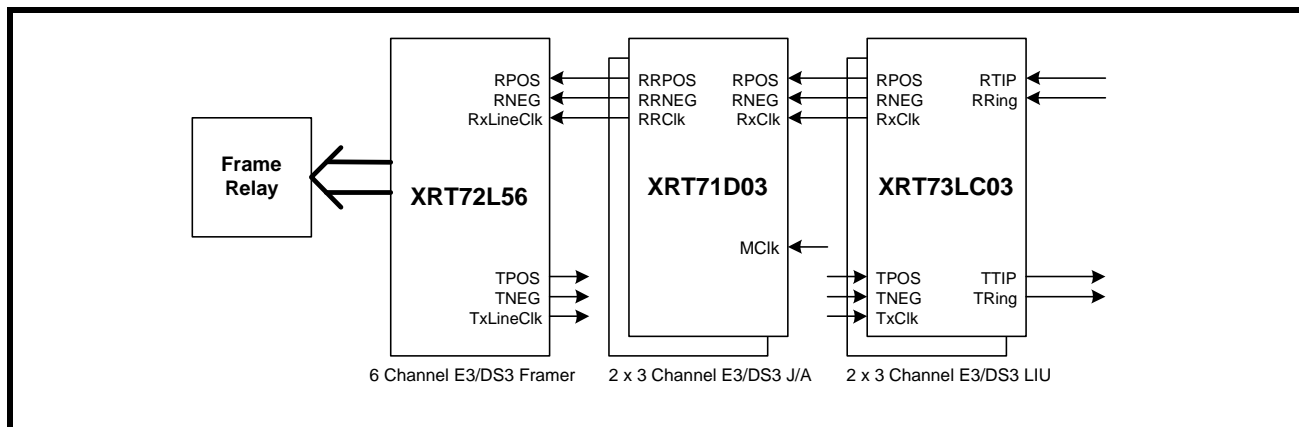 Frame
Relay
RPOS
RNEG
RxLineClk
XRT72L56
TPOS
TNEG
TxLineClk
6 Channel E3/DS3 Framer
RRPOS
RRNEG
RRClk
RPOS
RNEG
RxClk
XRT71D03
MClk
2 x 3 Channel E3/DS3 J/A
RPOS
RNEG
RxClk
RTIP
RRing
XRT73LC03
TPOS
TNEG
TxClk
TTIP
TRing
2 x 3 Channel E3/DS3 LIU